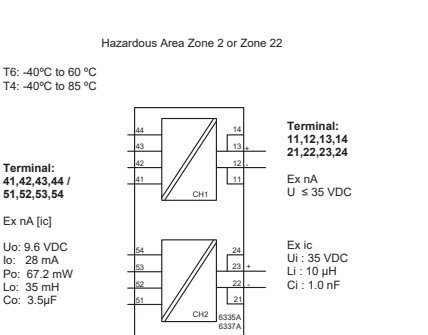 Hazardous Area Zone 2 or Zone 22
T6: -40ºC to 60 ºC
T4: -40ºC to 85 ºC
Terminal:
41,42,43,44 /
51,52,53,54
Ex nA [ic]
Uo: 9.6 VDC
Io: 28 mA
Po: 67.2 mW
Lo: 35 mH
Co: 3.5µF
44
43
42
41
14
13 +
12 -
11
CH1
54
53
52
51
24
23 +
22 -
21
CH2
6335A
6337A
Terminal:
11,12,13,14
21,22,23,24
Ex nA
U ≤ 35 VDC
Ex ic
Ui : 35 VDC
Li : 10 µH
Ci : 1.0 nF